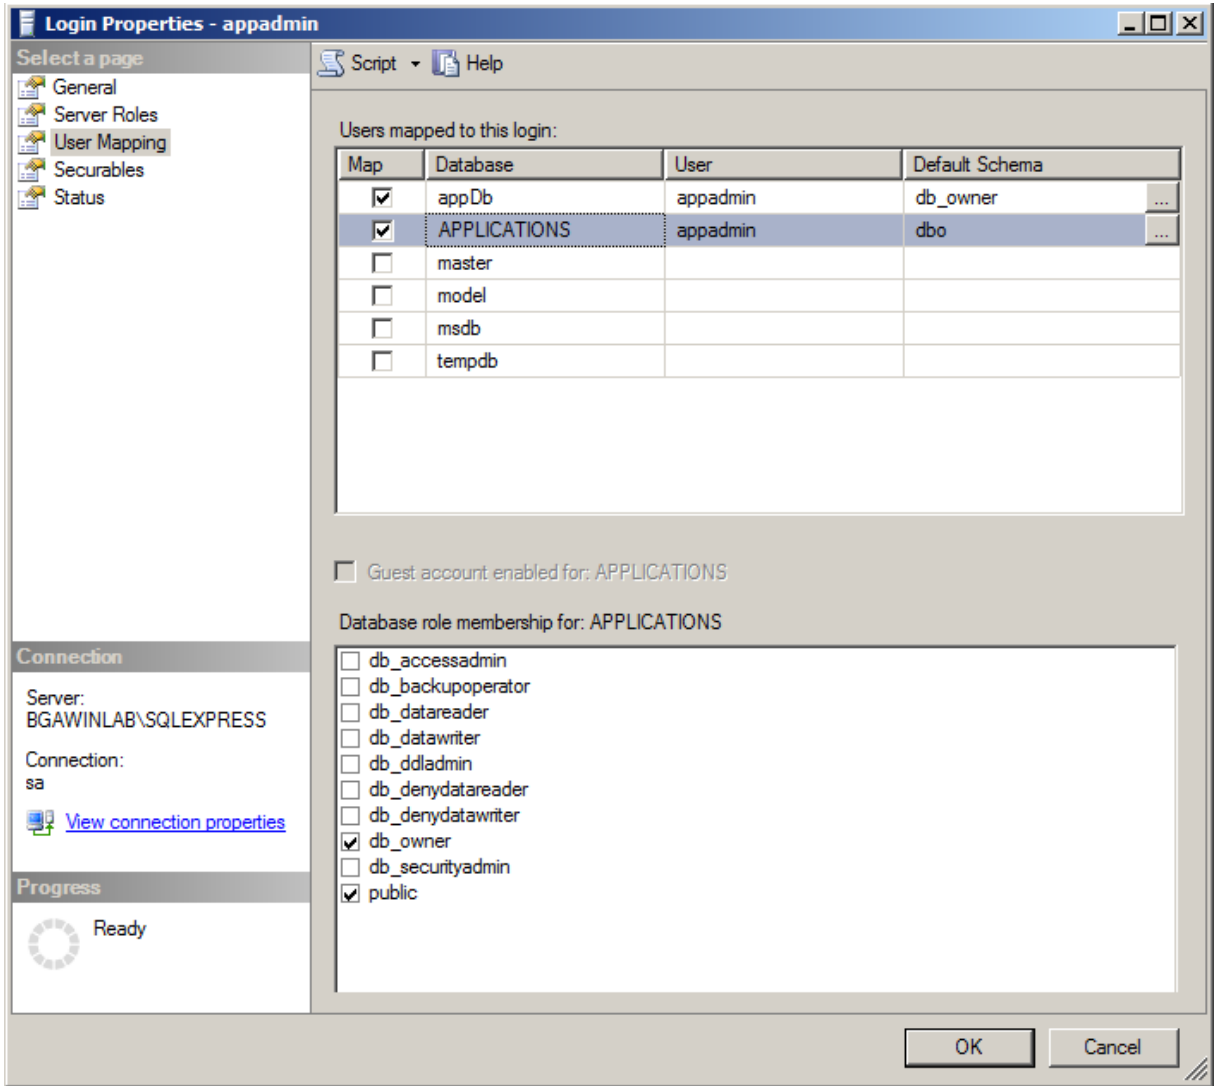 Login Properties - appadmin
Select a page
General
Server Roles
User Mapping
Securables
Status
Script Help
Users mapped to this login:
Map Database User Default Schema
appDb appadmin db_owner ...
APPLICATIONS appadmin dbo ...
master
model
msdb
tempdb
Guest account enabled for: APPLICATIONS
Database role membership for: APPLICATIONS
db_accessadmin
db_backupoperator
db_datareader
db_datawriter
db_ddladmin
db_denydatareader
db_denydatawriter
db_owner
db_securityadmin
public
Connection
Server:
BGAWINLAB\SQLEXPRESS
Connection:
sa
View connection properties
Progress
Ready
OK Cancel